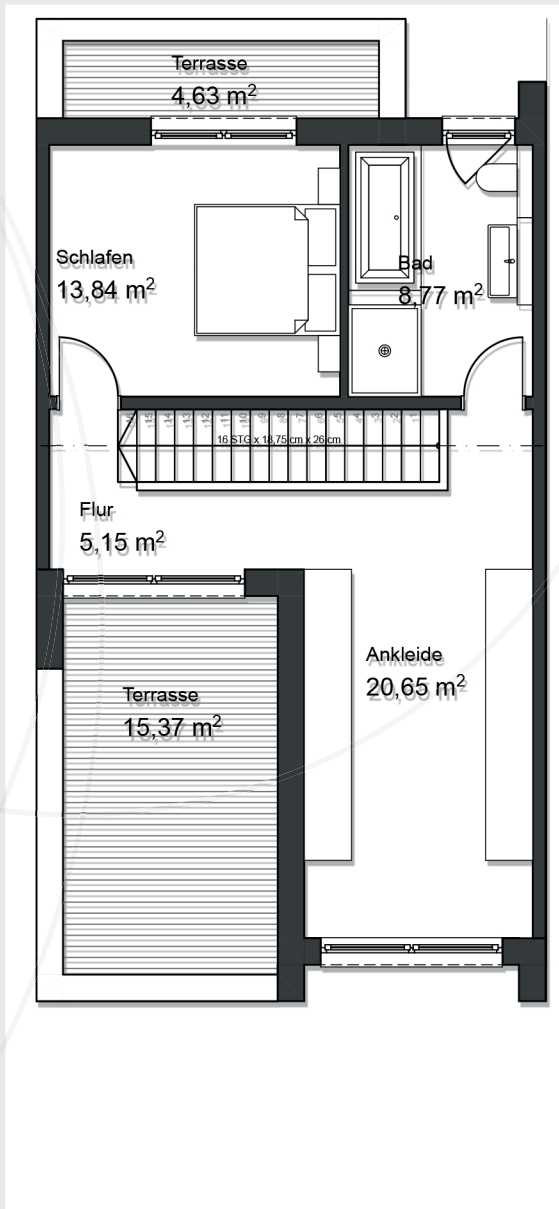 Terrasse
4,63 m²
Schlafen
13,84 m²
Bad
8,77 m²
16 STG x 18,75 cm x 26 cm
Flur
5,15 m²
Ankleide
20,65 m²
Terrasse
15,37 m²